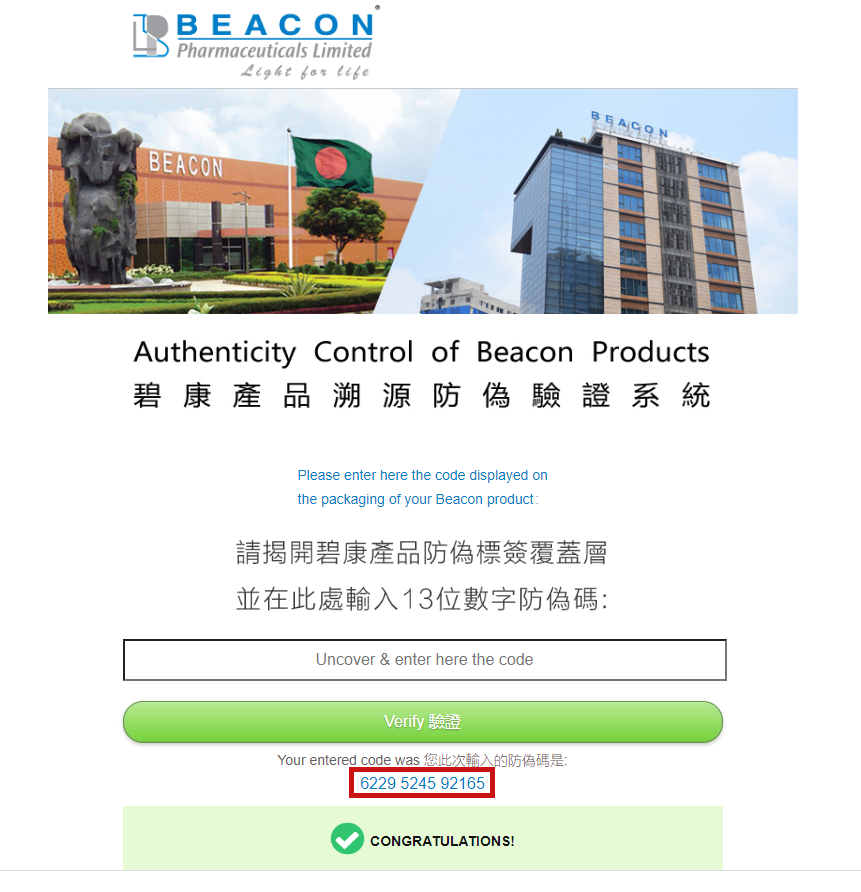 BEACON
Pharmaceuticals Limited
Light for life
BEACON
BEACON
Authenticity Control of Beacon Products
碧康產品溯源防偽驗證系統
Please enter here the code displayed on
the packaging of your Beacon product:
請揭開碧康產品防偽標簽覆蓋層
並在此處輸入13位數字防偽碼:
Uncover & enter here the code
Verify 驗證
Your entered code was 您此次輸入的防偽碼是:
6229 5245 92165
CONGRATULATIONS!